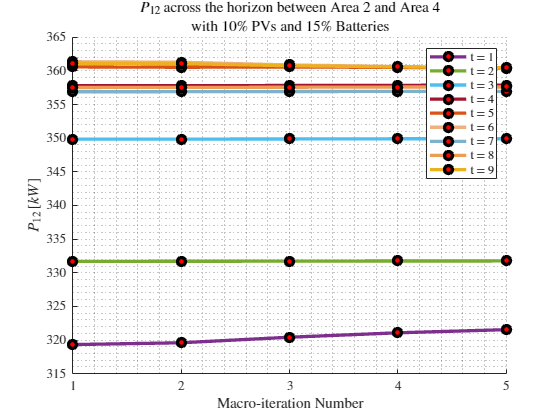 P12 across the horizon between Area 2 and Area 4
with 10% PVs and 15% Batteries
365
360
355
350
345
340
335
330
325
320
315
P12 [kW]
t = 1
t = 2
t = 3
t = 4
t = 5
t = 6
t = 7
t = 8
t = 9
1 2 3 4 5
Macro-iteration Number